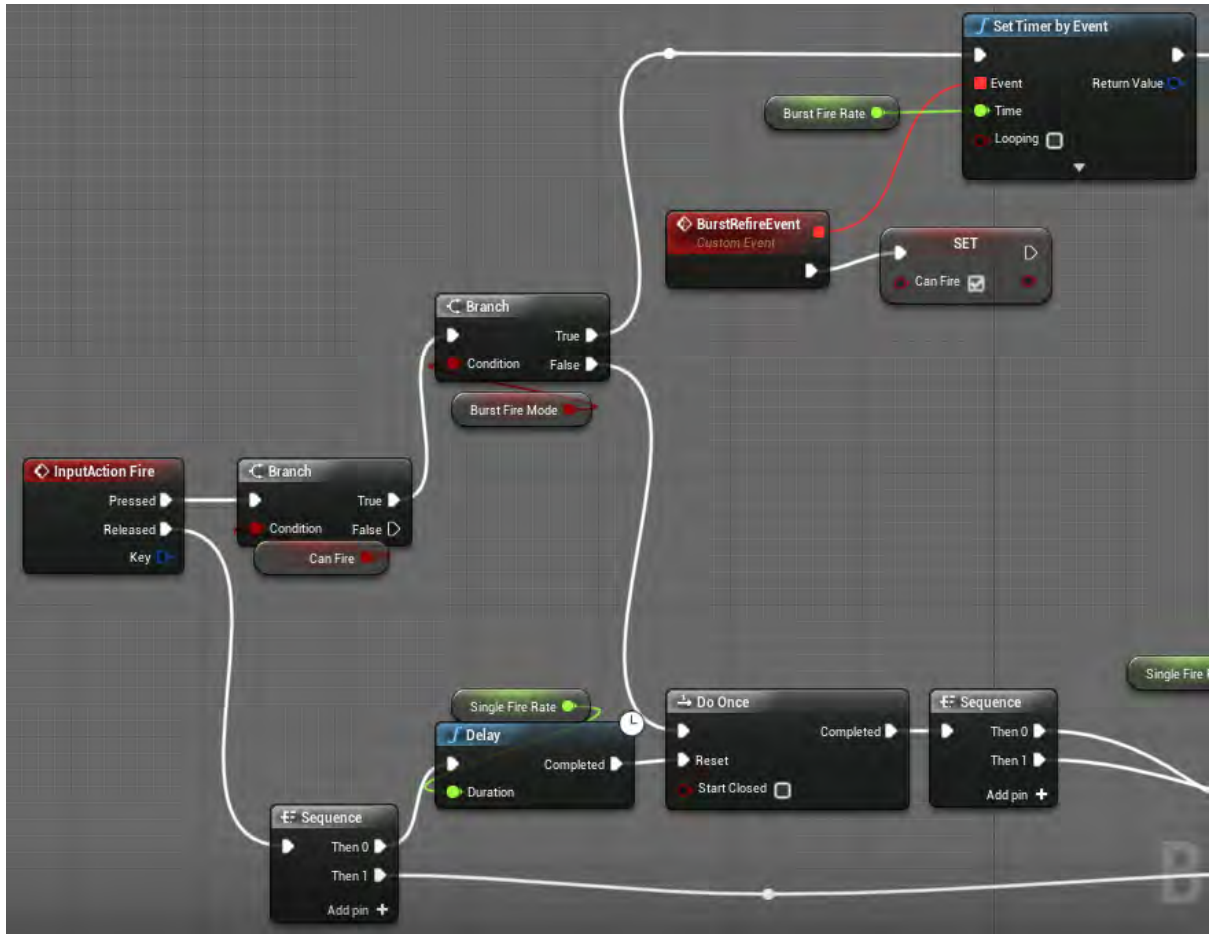 Set Timer by Event
Event
Return Value
Burst Fire Rate
Time
Looping
BurstRefireEvent
Custom Event
SET
Can Fire
Branch
True
Condition
False
Burst Fire Mode
InputAction Fire
Pressed
Released
Key
Branch
True
Condition
False
Can Fire
Single Fire
Single Fire Rate
Delay
Completed
Duration
Do Once
Completed
Reset
Start Closed
Sequence
Then 0
Then 1
Add pin +
Sequence
Then 0
Then 1
Add pin +
B